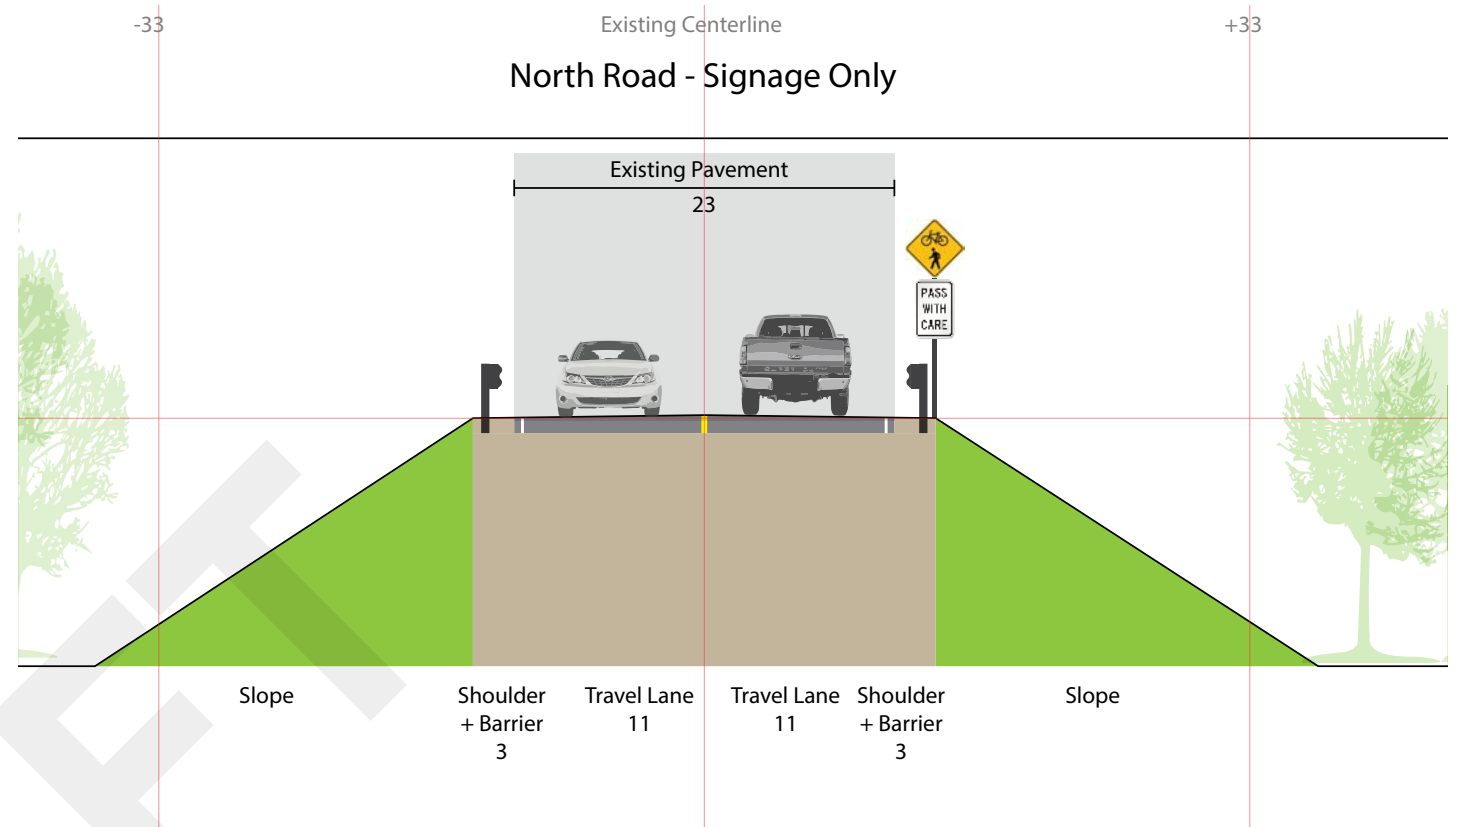 -33
Existing Centerline
+33
North Road - Signage Only
Existing Pavement
23
PASS
WITH
CARE
Slope
Shoulder
+ Barrier
3
Travel Lane
11
Travel Lane
11
Shoulder
+ Barrier
3
Slope
FT